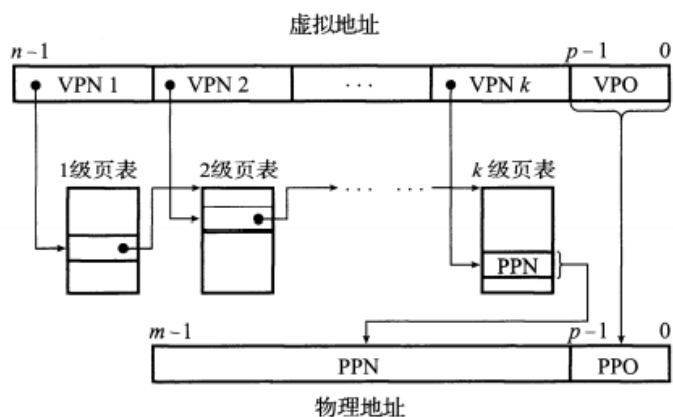 虚拟地址
n-1 p-1 0
VPN 1 VPN 2 ··· VPN k VPO
1级页表 2级页表 ··· ··· k 级页表
PPN
m-1 p-1 0
PPN PPO
物理地址